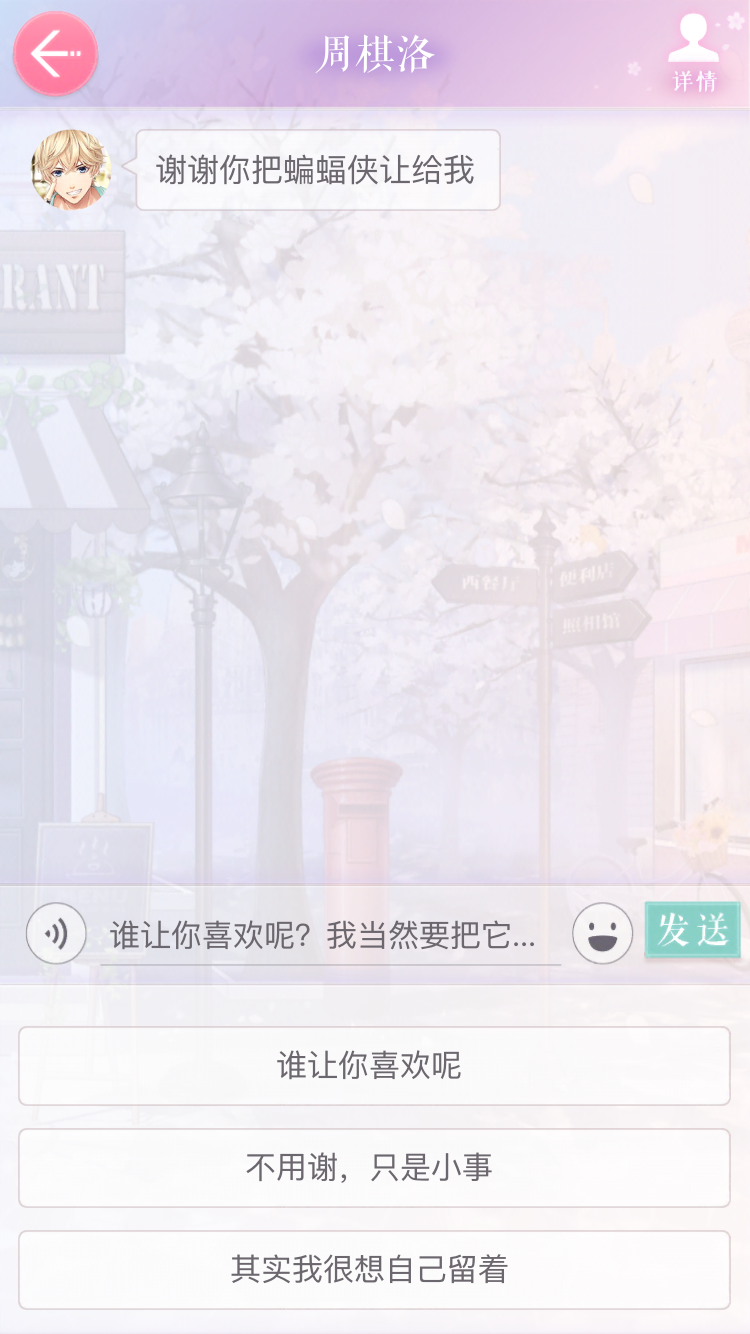 周棋洛
详情
谢谢你把蝙蝠侠让给我
RANT
西餐厅
便利店
照相馆
谁让你喜欢呢？我当然要把它...
发送
谁让你喜欢呢
不用谢，只是小事
其实我很想自己留着